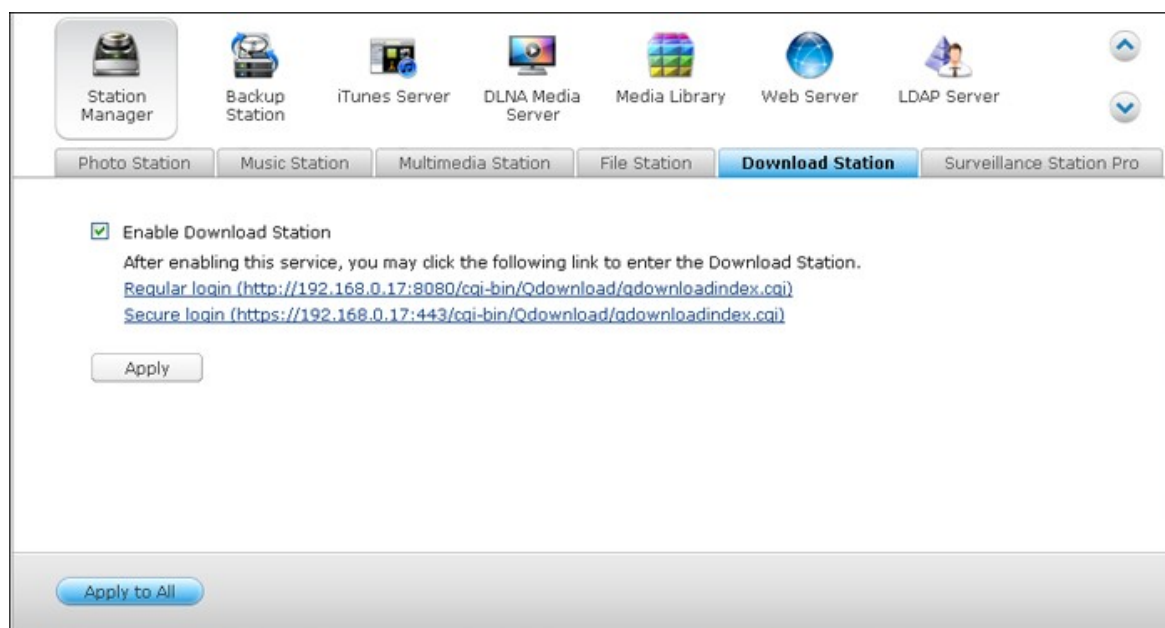 Station
Manager
Backup
Station
iTunes Server
DLNA Media
Server
Media Library
Web Server
LDAP Server
Photo Station
Music Station
Multimedia Station
File Station
Download Station
Surveillance Station Pro
Enable Download Station
After enabling this service, you may click the following link to enter the Download Station.
Regular login (http://192.168.0.17:8080/cgi-bin/Qdownload/qdownloadindex.cgi)
Secure login (https://192.168.0.17:443/cgi-bin/Qdownload/qdownloadindex.cgi)
Apply
Apply to All